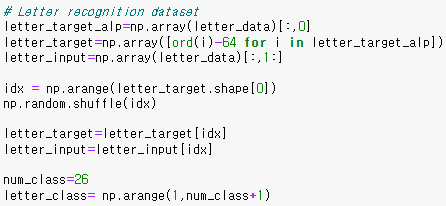 # Letter recognition dataset
letter_target_alp=np.array(letter_data)[:,0]
letter_target=np.array([ord(i)-64 for i in letter_target_alp])
letter_input=np.array(letter_data)[:,1:]
idx = np.arange(letter_target.shape[0])
np.random.shuffle(idx)
letter_target=letter_target[idx]
letter_input=letter_input[idx]
num_class=26
letter_class= np.arange(1,num_class+1)